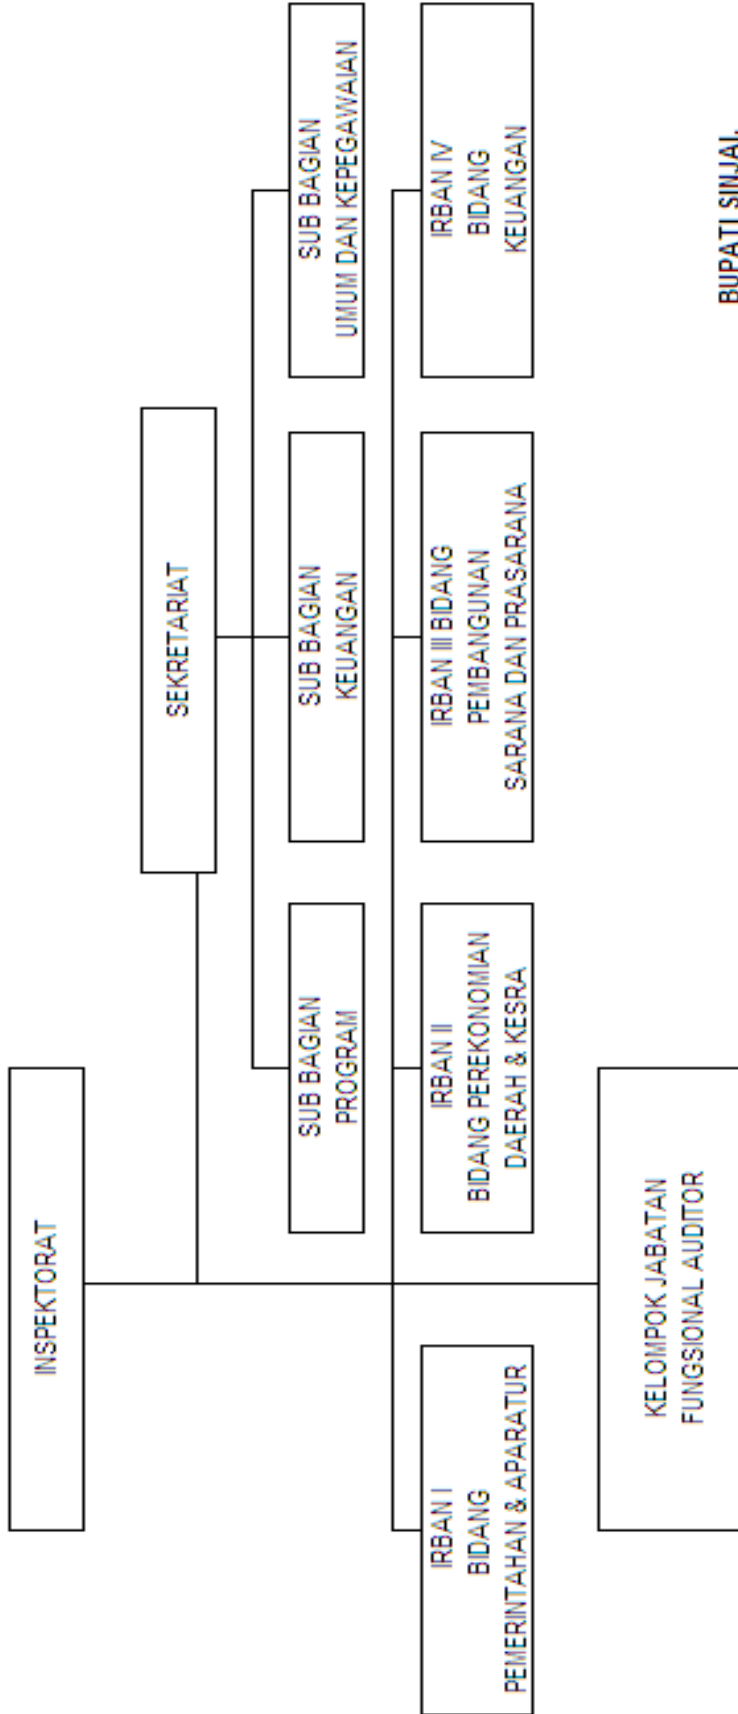 INSPEKTORAT
SEKRETARIAT
SUB BAGIAN
PROGRAM
SUB BAGIAN
KEUANGAN
SUB BAGIAN
UMUM DAN KEPEGAWAIAN
IRBAN I
BIDANG
PEMERINTAHAN & APARATUR
IRBAN II
BIDANG PEREKONOMIAN
DAERAH & KESRA
IRBAN III BIDANG
PEMBANGUNAN
SARANA DAN PRASARANA
IRBAN IV
BIDANG
KEUANGAN
KELOMPOK JABATAN
FUNGSIONAL AUDITOR
BUPATI SINJAI,